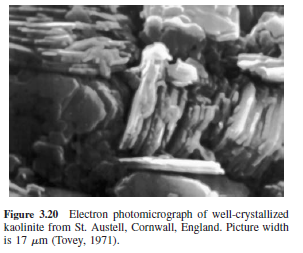 Figure 3.20 Electron photomicrograph of well-crystallized
kaolinite from St. Austell, Cornwall, England. Picture width
is 17 μm (Tovey, 1971).